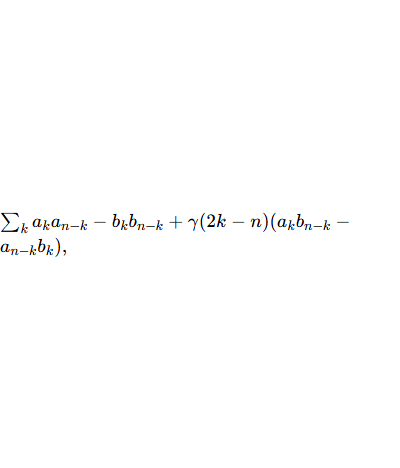 ∑ₖ aₖaₙ₋ₖ − bₖbₙ₋ₖ + γ(2k − n)(aₖbₙ₋ₖ −
aₙ₋ₖbₖ),